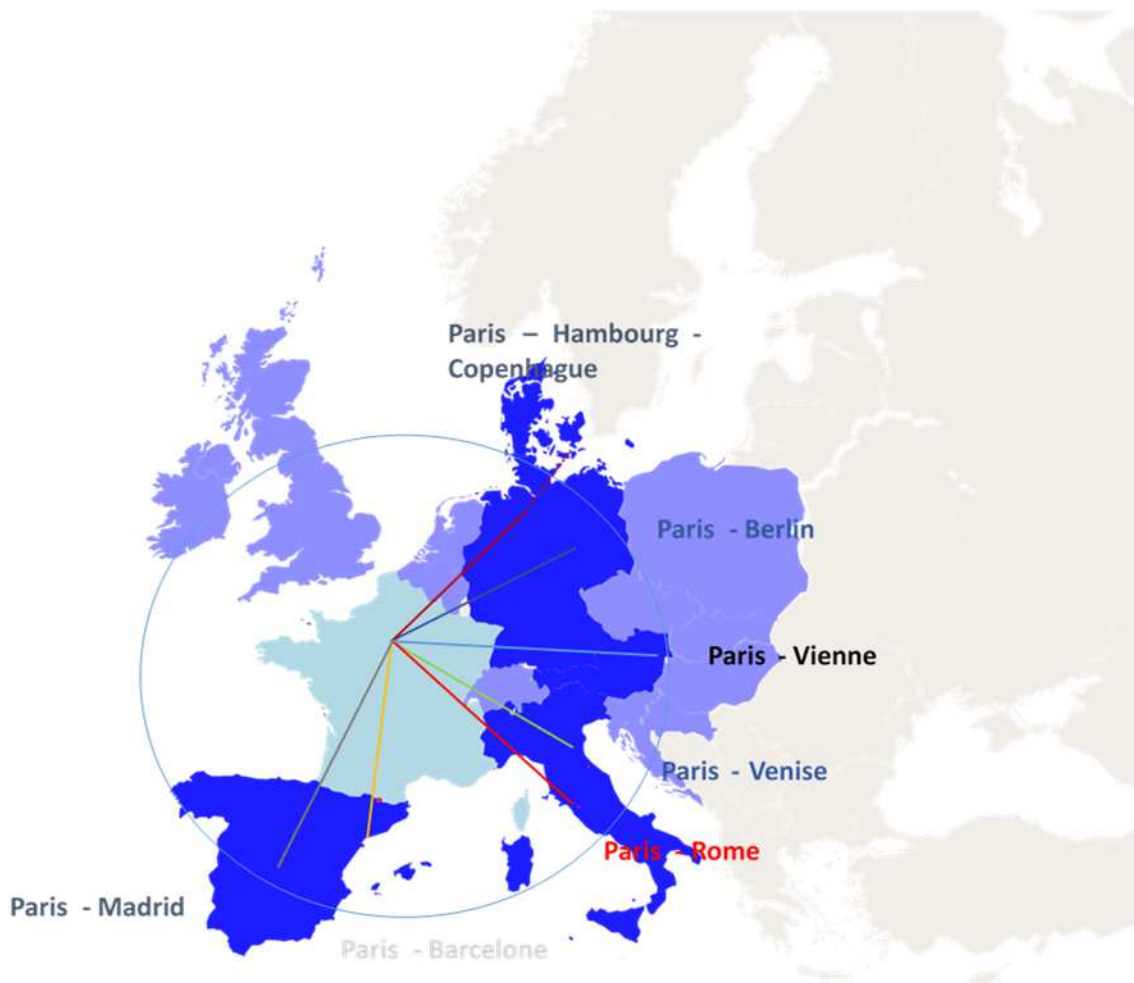 Paris – Hambourg -
Copenhague
Paris - Berlin
Paris - Vienne
Paris - Venise
Paris - Rome
Paris - Madrid
Paris - Barcelone